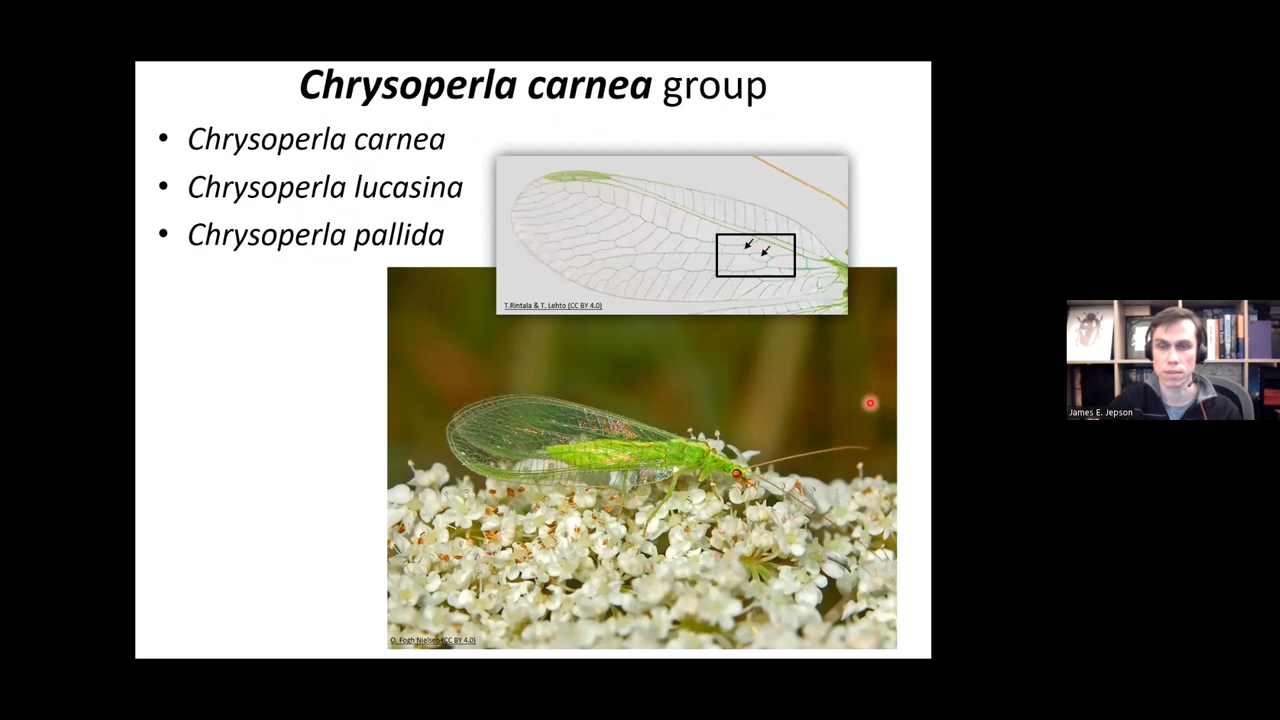 Chrysoperla carnea group
• Chrysoperla carnea
• Chrysoperla lucasina
• Chrysoperla pallida
T.Rintala & T. Lehto (CC BY 4.0)
O. Fogh Nielsen (CC BY 4.0)
James E. Jepson